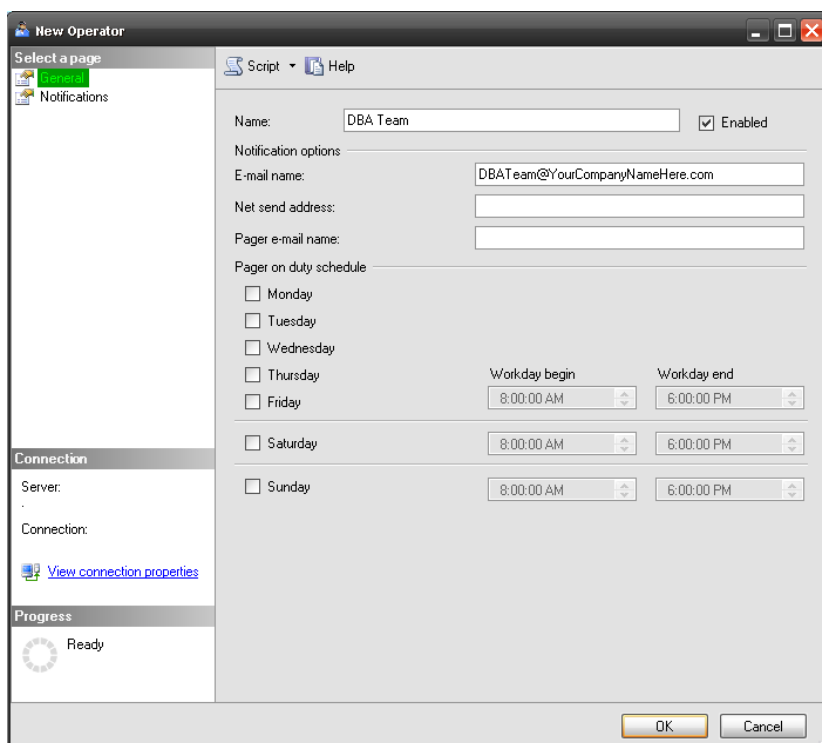 New Operator
Select a page
General
Notifications
Script Help
Name: DBA Team Enabled
Notification options
E-mail name: DBATeam@YourCompanyNameHere.com
Net send address:
Pager e-mail name:
Pager on duty schedule
Monday
Tuesday
Wednesday
Thursday Workday begin Workday end
Friday 8:00:00 AM 6:00:00 PM
Saturday 8:00:00 AM 6:00:00 PM
Sunday 8:00:00 AM 6:00:00 PM
Connection
Server:
.
Connection:
View connection properties
Progress
Ready
OK Cancel